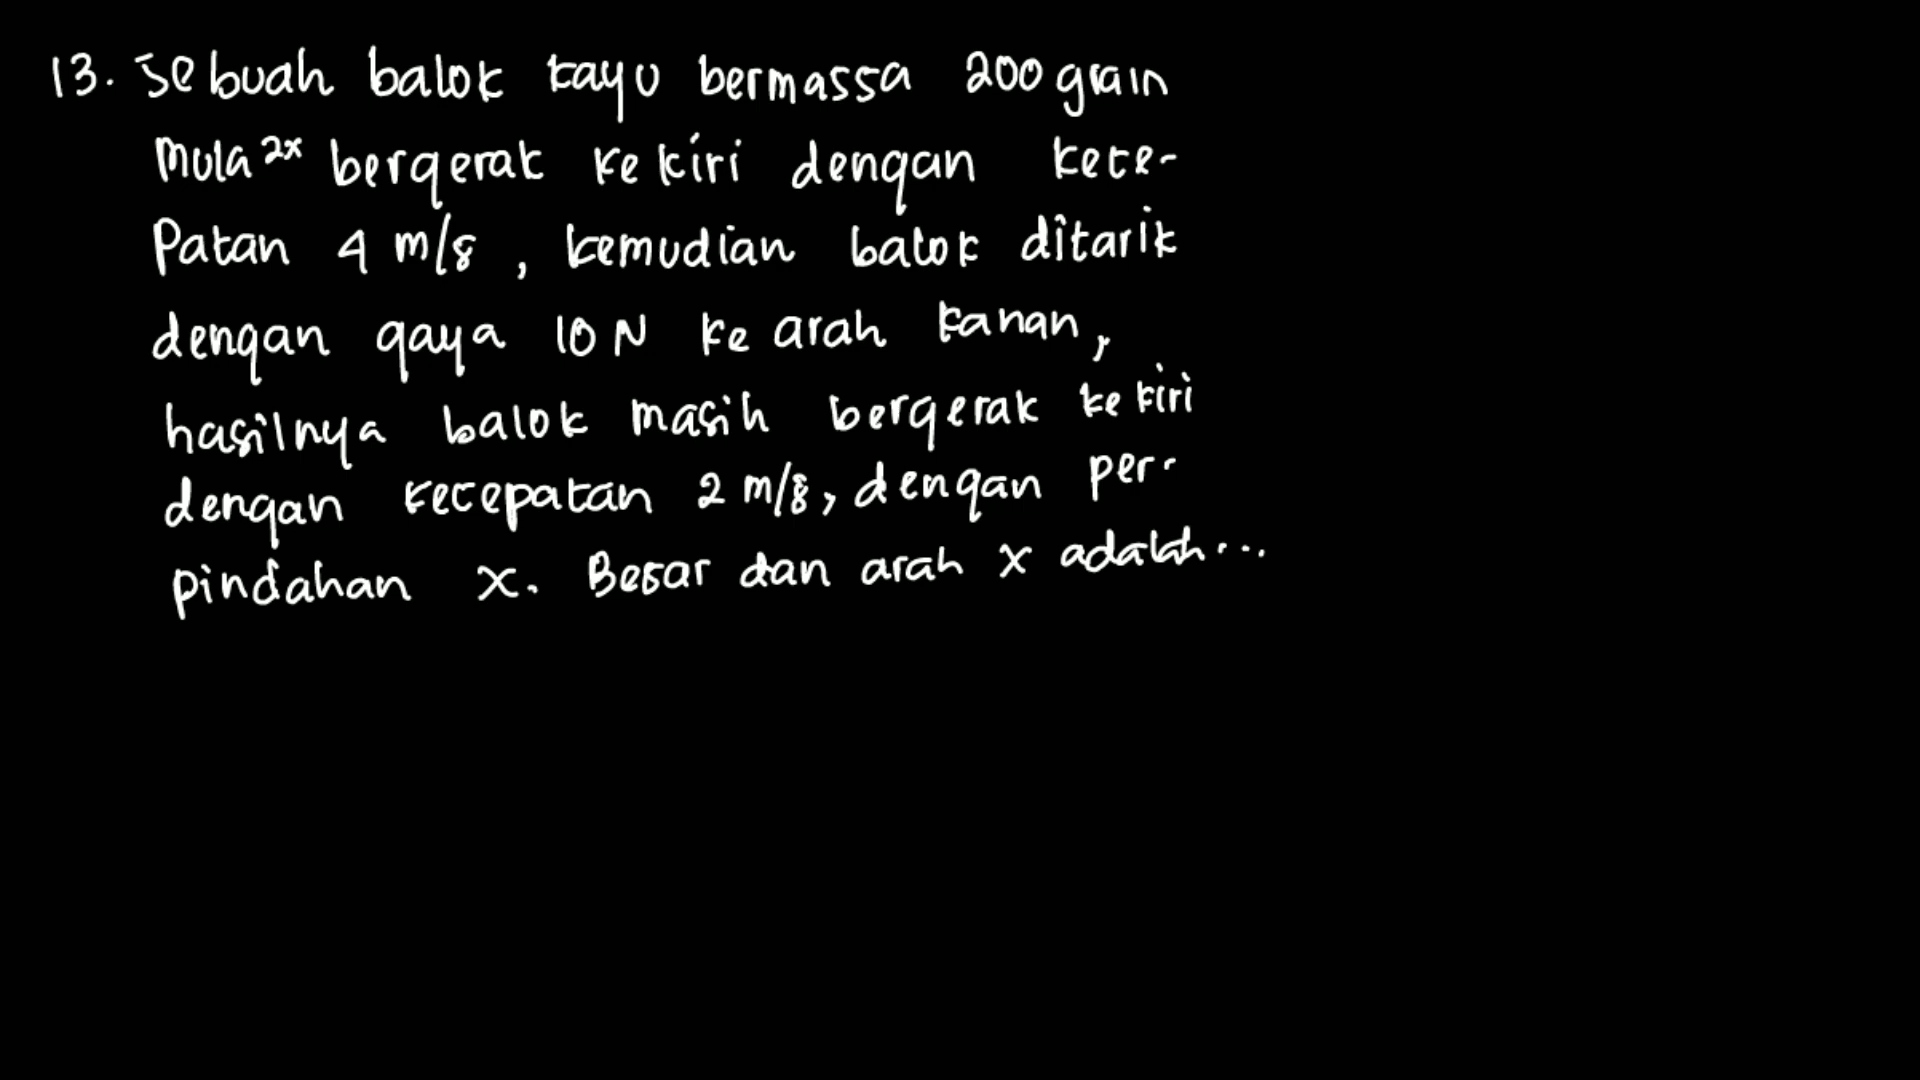 13. Sebuah balok kayu bermassa 200 gram
Mula2x bergerak ke kiri dengan kece-
Patan 4 m/s, kemudian balok ditarik
dengan gaya 10 N ke arah kanan,
hasilnya balok masih bergerak ke kiri
dengan kecepatan 2 m/s, dengan per-
pindahan x. Besar dan arah x adalah...